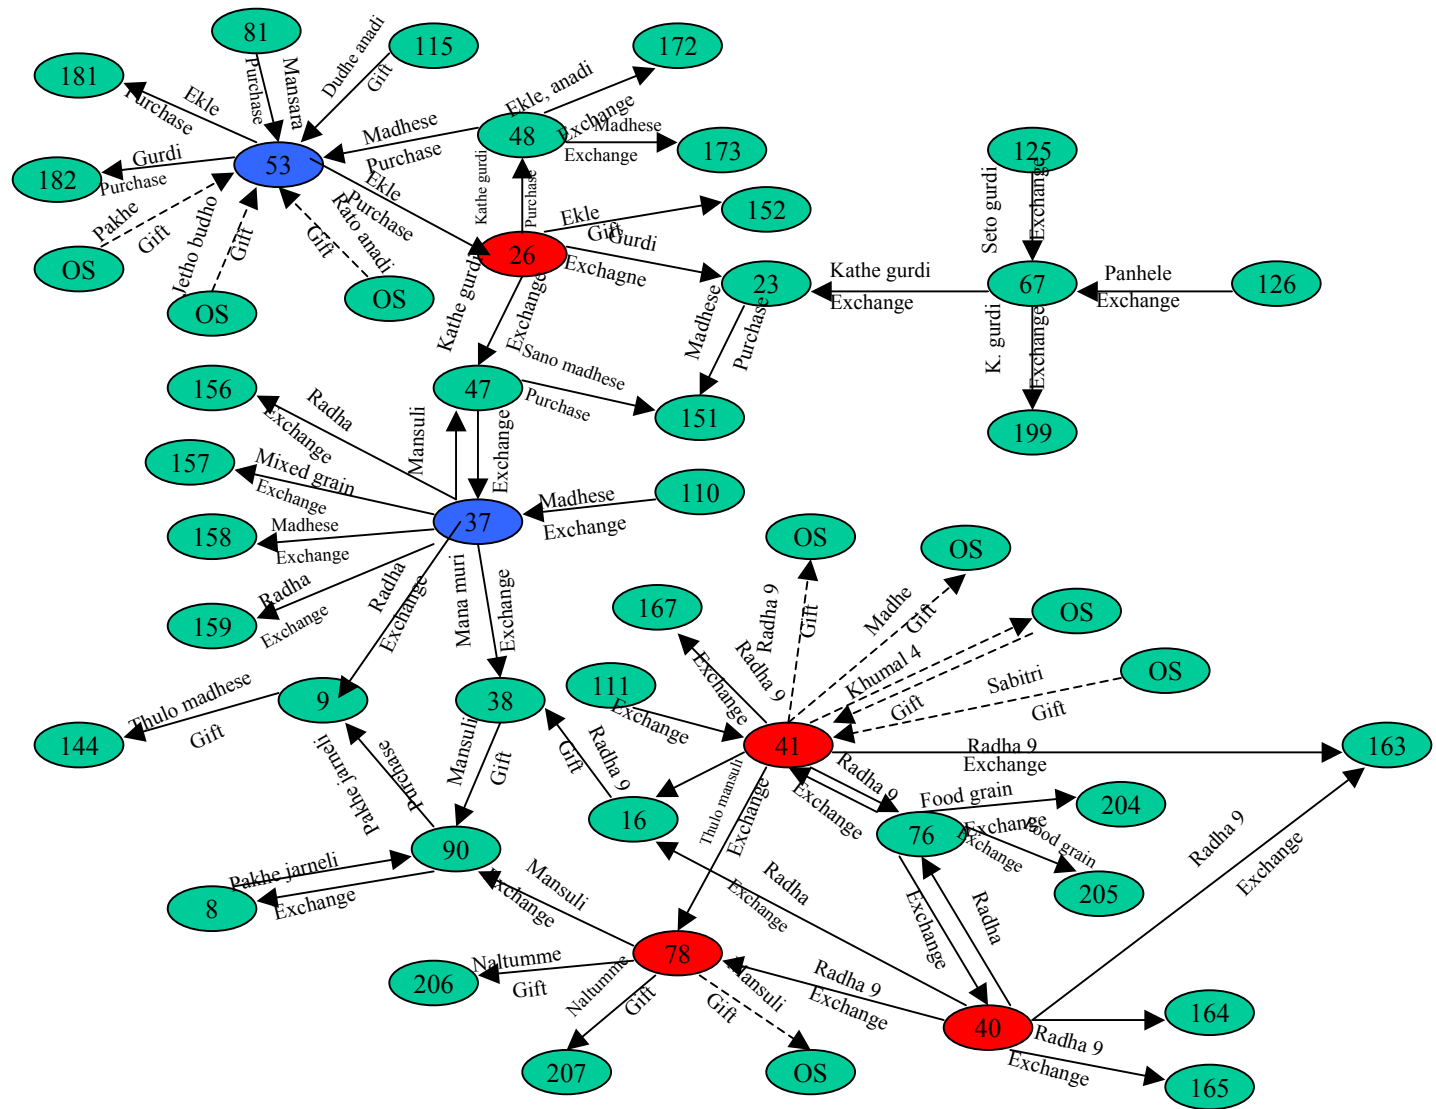 81
115
172
181
Purchase
Mansara
Dudhe anadi
Gift
Ekle
Purchase
Ekle, anadi
Exchange
48
Madhese
Purchase
Madhese
Exchange
173
125
53
Gurdi
Purchase
182
Ekle
Purchase
Kathe gurdi
Purchase
Seto gurdi
Exchange
Pakhe
Gift
Jetho budho
Gift
Rato anadi
Gift
Ekle
Gift
152
OS
OS
OS
26
Gurdi
Exchagne
23
Kathe gurdi
Exchange
67
Panhele
Exchange
126
Kathe gurdi
Exchange
Madhese
Purchase
K. gurdi
Exchange
156
Radha
Exchange
47
Sano madhese
Purchase
151
199
Mansuli
Exchange
157
Mixed grain
Exchange
110
Madhese
Exchange
37
158
Madhese
Exchange
OS
OS
159
Radha
Exchange
Radha
Exchange
Mana muri
Exchange
167
Radha 9
Gift
Madhe
Gift
OS
Radha 9
Exchange
Khumal 4
Gift
Sabitri
Gift
OS
111
Exchange
144
Thulo madhese
Gift
9
38
41
Radha 9
Exchange
163
Pakhe jarneli
Purchase
Mansuli
Gift
Radha 9
Gift
16
Thulo mansuli
Exchange
Radha 9
Exchange
76
Food grain
Exchange
204
Food grain
Exchange
205
90
Pakhe jarneli
Exchange
8
Mansuli
Exchange
Radha
Exchange
Exchange
Radha
Radha 9
Exchange
78
206
Naltumme
Gift
Naltumme
Gift
Mansuli
Gift
Radha 9
Exchange
40
164
Radha 9
Exchange
165
207
OS